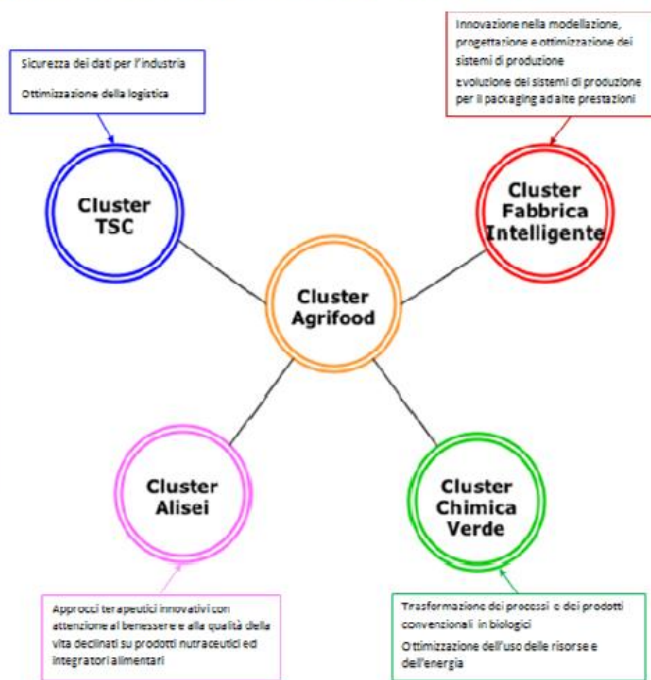 Sicurezza dei dati per l'industria
Ottimizzazione della logistica
Innovazione nella modellazione,
progettazione e ottimizzazione dei
sistemi di produzione
Evoluzione dei sistemi di produzione
per il packaging ad alte prestazioni
Cluster
TSC
Cluster
Fabbrica
Intelligente
Cluster
Agrifood
Cluster
Alisei
Cluster
Chimica
Verde
Approcci terapeutici innovativi con
attenzione al benessere e alla qualità della
vita declinati su prodotti nutraceutici ed
integratori alimentari
Trasformazione dei processi e dei prodotti
convenzionali in biologici
Ottimizzazione dell'uso delle risorse e
dell'energia